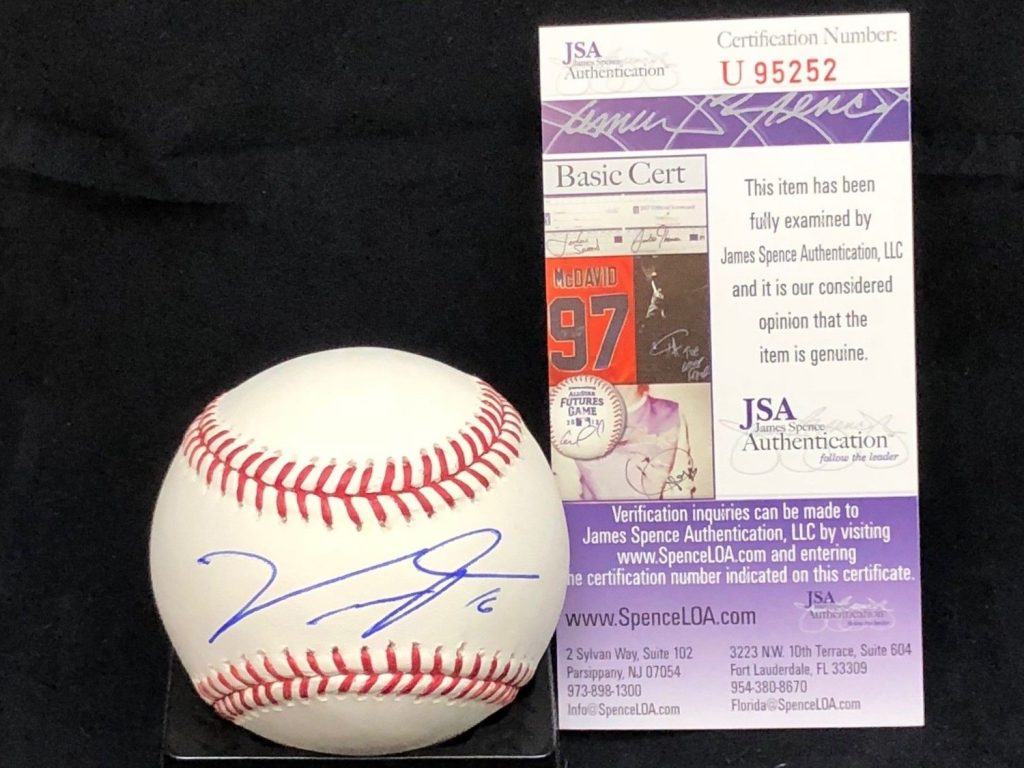 JSA
James Spence
Authentication
Certification Number:
U 95252
James Spence
Basic Cert
McDAVID
97
ALL-STAR
FUTURES
GAME
This item has been
fully examined by
James Spence Authentication, LLC
and it is our considered
opinion that the
item is genuine.
JSA
James Spence
Authentication
follow the leader
Verification inquiries can be made to
James Spence Authentication, LLC by visiting
www.SpenceLOA.com and entering
he certification number indicated on this certificate.
www.SpenceLOA.com
JSA
Authentication
2 Sylvan Way, Suite 102
Parsippany, NJ 07054
973-898-1300
Info@SpenceLOA.com
3223 N.W. 10th Terrace, Suite 604
Fort Lauderdale, FL 33309
954-380-8670
Florida@SpenceLOA.com